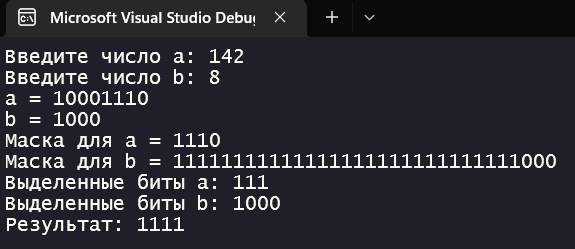 Microsoft Visual Studio Debug
Введите число a: 142
Введите число b: 8
a = 10001110
b = 1000
Маска для a = 1110
Маска для b = 11111111111111111111111111111000
Выделенные биты a: 111
Выделенные биты b: 1000
Результат: 1111